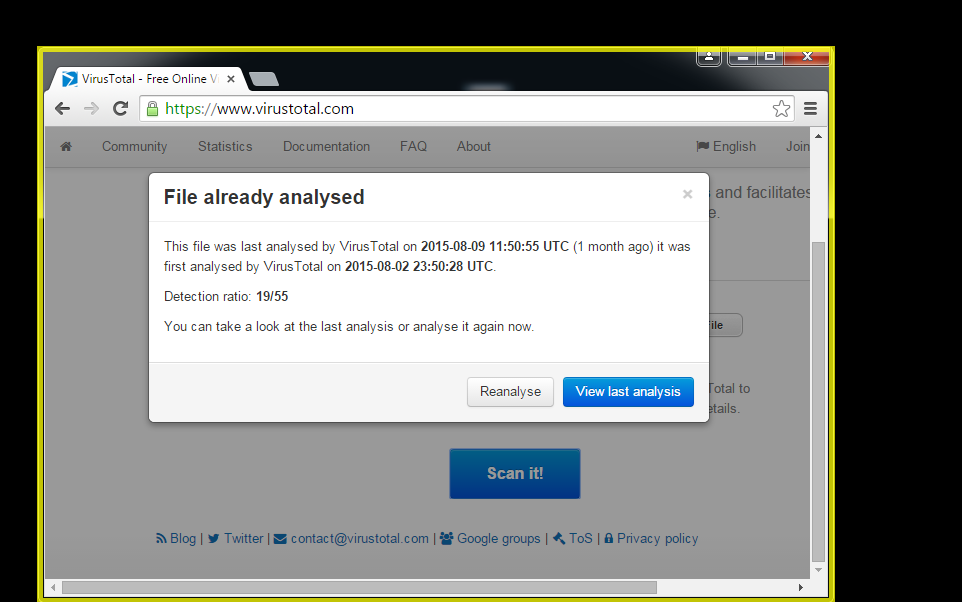 VirusTotal - Free Online V
https://www.virustotal.com
Community Statistics Documentation FAQ About English Join
and facilitates
File already analysed
This file was last analysed by VirusTotal on 2015-08-09 11:50:55 UTC (1 month ago) it was
first analysed by VirusTotal on 2015-08-02 23:50:28 UTC.
Detection ratio: 19/55
You can take a look at the last analysis or analyse it again now.
Reanalyse View last analysis
Total to
etails.
Scan it!
Blog | Twitter | contact@virustotal.com | Google groups | ToS | Privacy policy